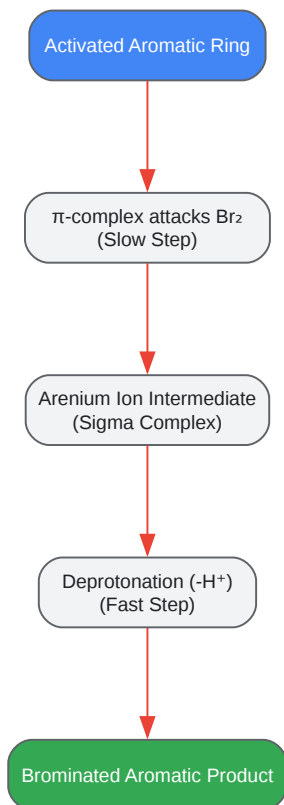 Activated Aromatic Ring
π-complex attacks Br₂
(Slow Step)
Arenium Ion Intermediate
(Sigma Complex)
Deprotonation (-H⁺)
(Fast Step)
Brominated Aromatic Product